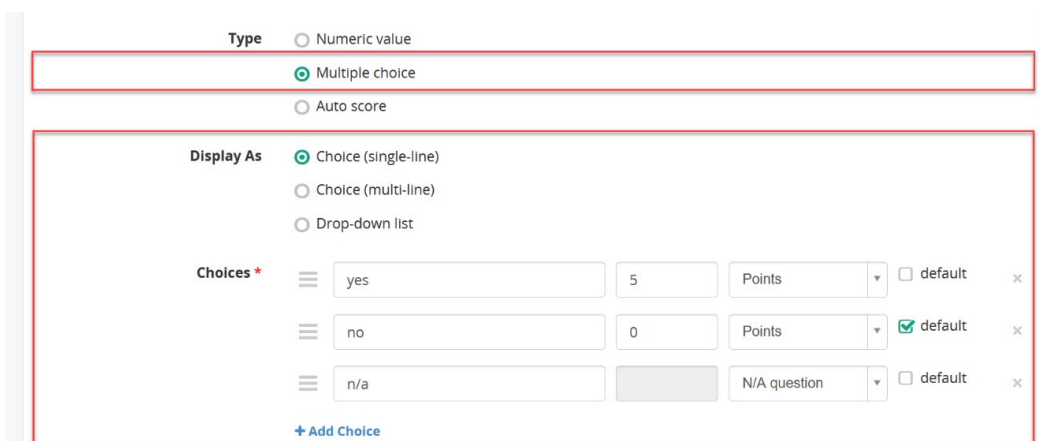 Type Numeric value
Multiple choice
Auto score
Display As Choice (single-line)
Choice (multi-line)
Drop-down list
Choices * yes 5 Points default ×
no 0 Points default ×
n/a N/A question default ×
+ Add Choice